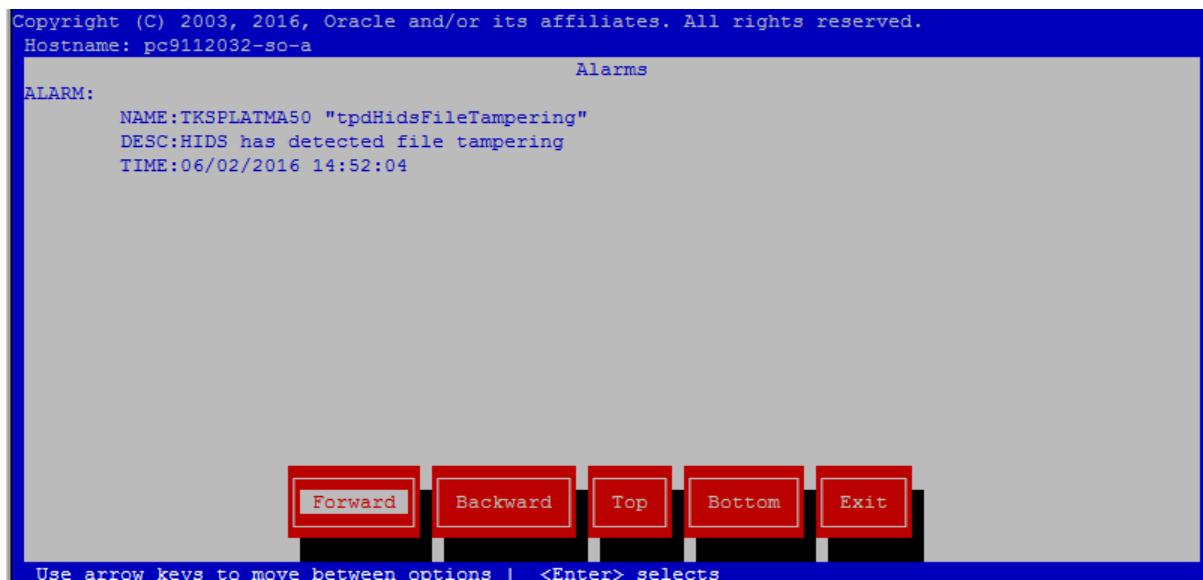 Copyright (C) 2003, 2016, Oracle and/or its affiliates. All rights reserved.
Hostname: pc9112032-so-a
Alarms
ALARM:
NAME:TKSPLATMA50 "tpdHidsFileTampering"
DESC:HIDS has detected file tampering
TIME:06/02/2016 14:52:04
Forward Backward Top Bottom Exit
Use arrow keys to move between options | <Enter> selects